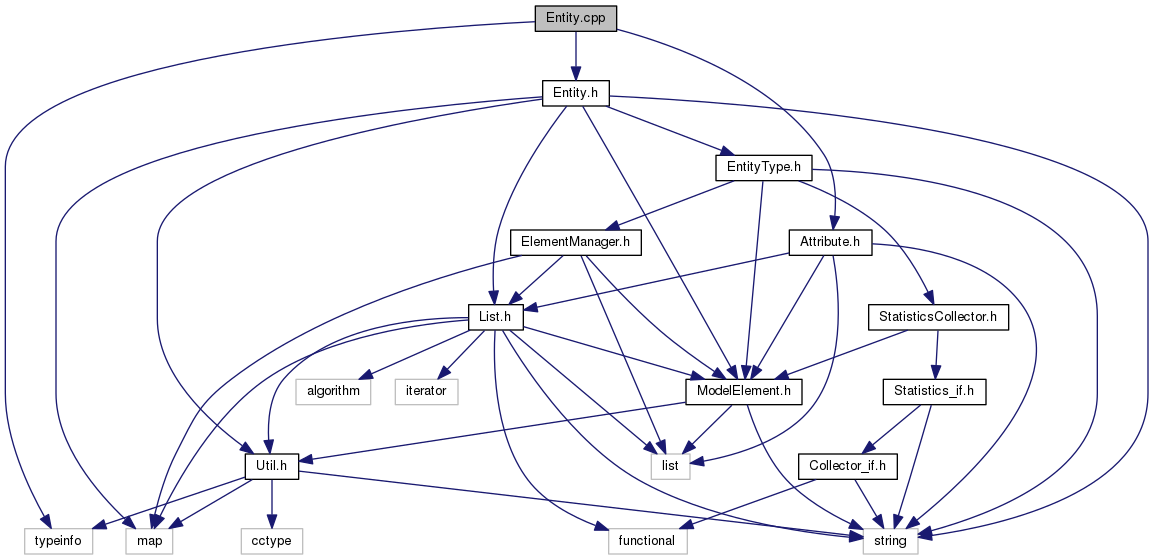 Entity.cpp
Entity.h
EntityType.h
ElementManager.h
Attribute.h
List.h
StatisticsCollector.h
algorithm
iterator
ModelElement.h
Statistics_if.h
Util.h
list
Collector_if.h
typeinfo
map
cctype
functional
string